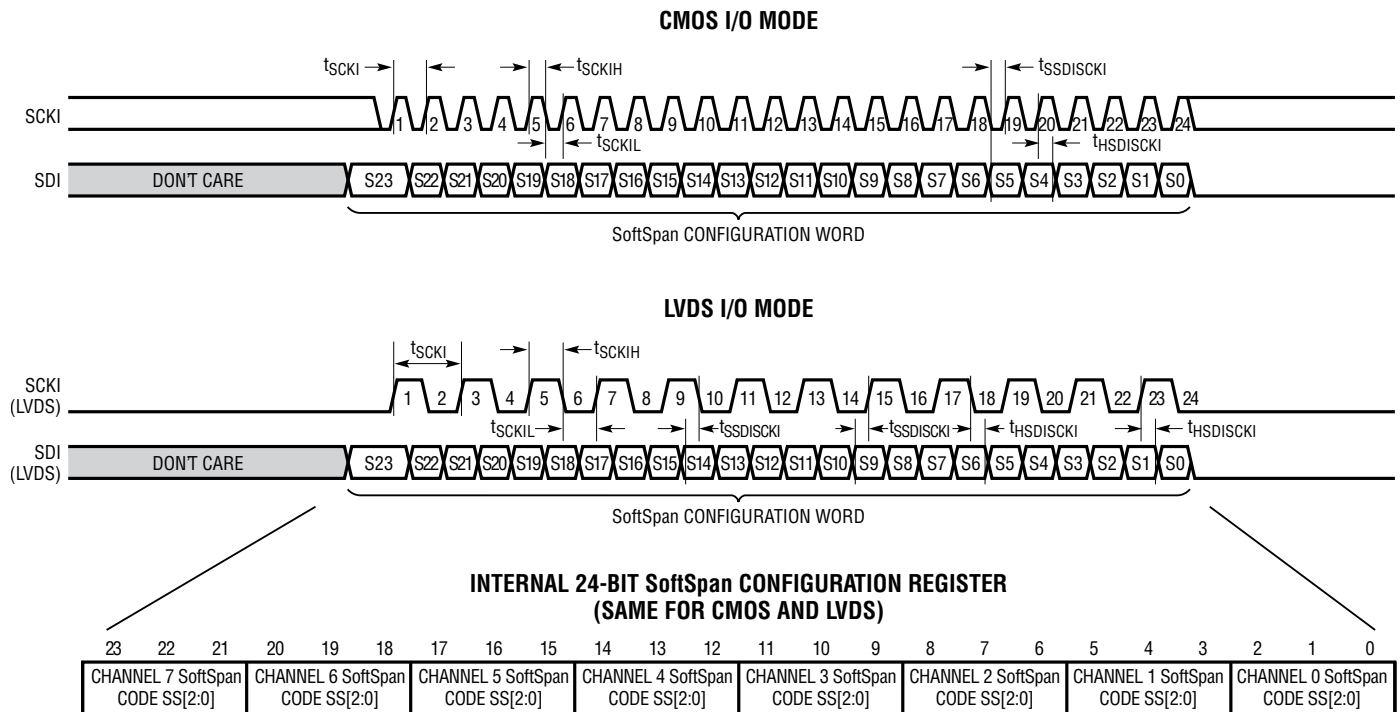 CMOS I/O MODE
tSCKI tSCKIH tSSDISCKI
SCKI 1 2 3 4 5 6 7 8 9 10 11 12 13 14 15 16 17 18 19 20 21 22 23 24
tSCKIL tHSDISCKI
SDI DON'T CARE S23 S22 S21 S20 S19 S18 S17 S16 S15 S14 S13 S12 S11 S10 S9 S8 S7 S6 S5 S4 S3 S2 S1 S0
SoftSpan CONFIGURATION WORD
LVDS I/O MODE
tSCKI tSCKIH
SCKI
(LVDS)
1 2 3 4 5 6 7 8 9 10 11 12 13 14 15 16 17 18 19 20 21 22 23 24
tSCKIL tSSDISCKI tSSDISCKI tHSDISCKI tHSDISCKI
SDI
(LVDS)
DON'T CARE S23 S22 S21 S20 S19 S18 S17 S16 S15 S14 S13 S12 S11 S10 S9 S8 S7 S6 S5 S4 S3 S2 S1 S0
SoftSpan CONFIGURATION WORD
INTERNAL 24-BIT SoftSpan CONFIGURATION REGISTER
(SAME FOR CMOS AND LVDS)
23 22 21 20 19 18 17 16 15 14 13 12 11 10 9 8 7 6 5 4 3 2 1 0
CHANNEL 7 SoftSpan CHANNEL 6 SoftSpan CHANNEL 5 SoftSpan CHANNEL 4 SoftSpan CHANNEL 3 SoftSpan CHANNEL 2 SoftSpan CHANNEL 1 SoftSpan CHANNEL 0 SoftSpan
CODE SS[2:0] CODE SS[2:0] CODE SS[2:0] CODE SS[2:0] CODE SS[2:0] CODE SS[2:0] CODE SS[2:0] CODE SS[2:0]